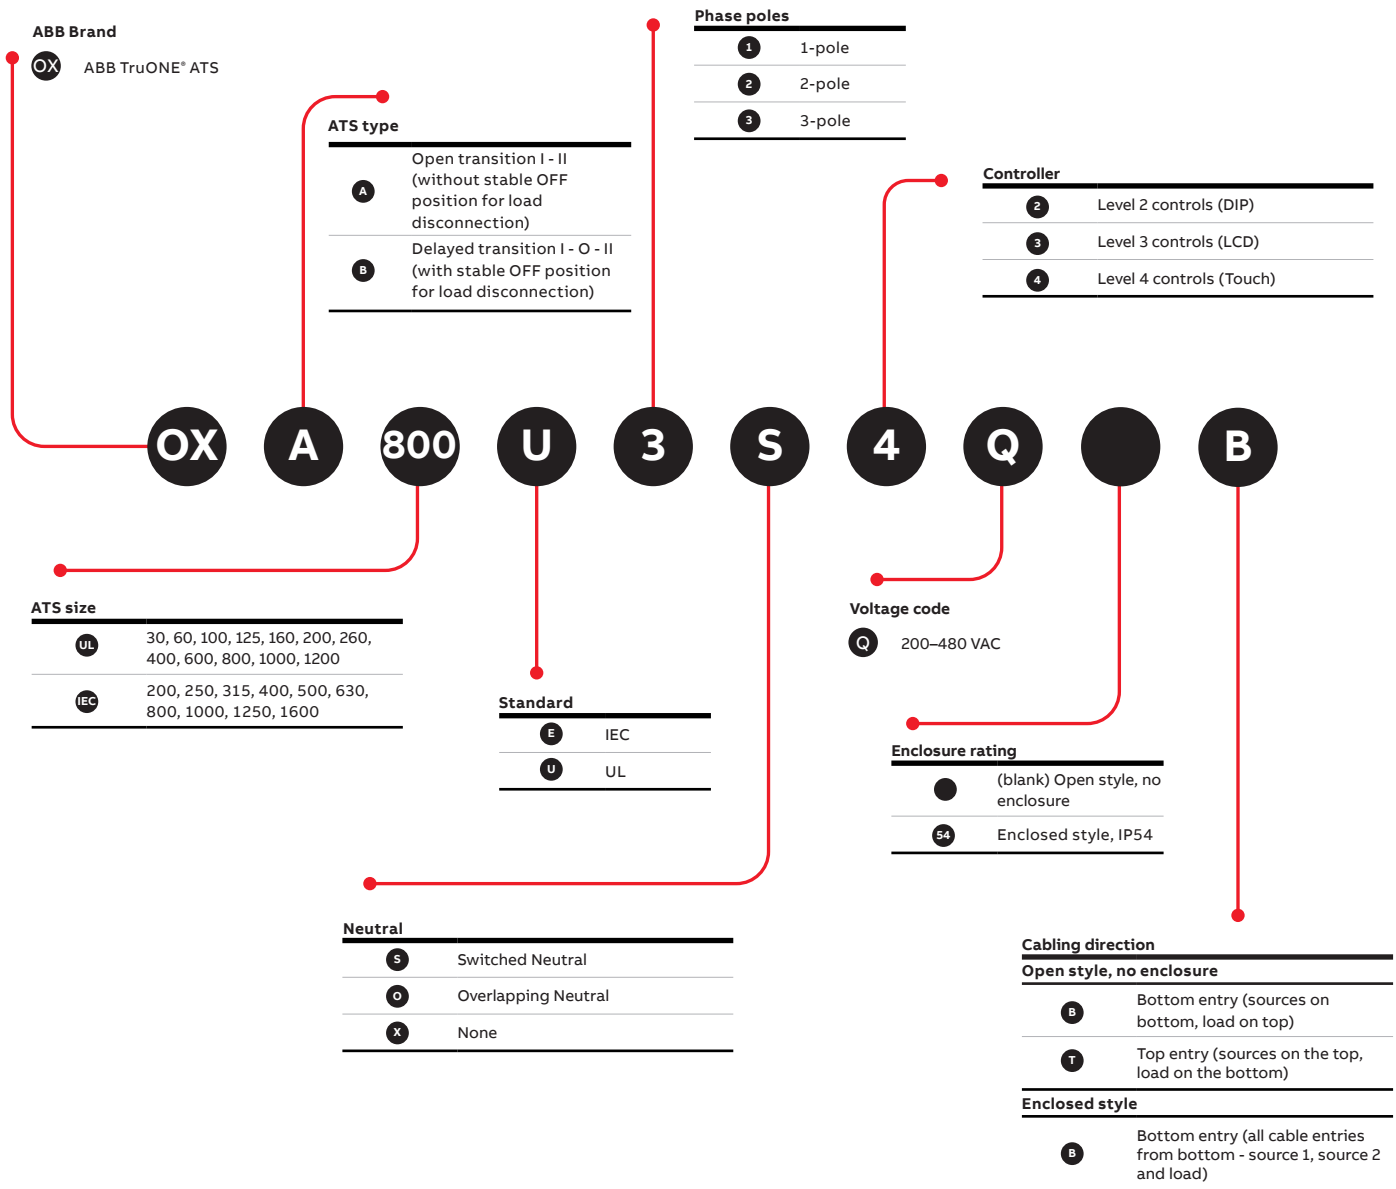 ABB Brand
OX ABB TruONE® ATS
ATS type
A Open transition I - II
(without stable OFF
position for load
disconnection)
B Delayed transition I - O - II
(with stable OFF position
for load disconnection)
Phase poles
1 1-pole
2 2-pole
3 3-pole
Controller
2 Level 2 controls (DIP)
3 Level 3 controls (LCD)
4 Level 4 controls (Touch)
OX A 800 U 3 S 4 Q B
ATS size
UL 30, 60, 100, 125, 160, 200, 260,
400, 600, 800, 1000, 1200
IEC 200, 250, 315, 400, 500, 630,
800, 1000, 1250, 1600
Standard
E IEC
U UL
Voltage code
Q 200–480 VAC
Enclosure rating
(blank) Open style, no
enclosure
54 Enclosed style, IP54
Neutral
S Switched Neutral
O Overlapping Neutral
X None
Cabling direction
Open style, no enclosure
B Bottom entry (sources on
bottom, load on top)
T Top entry (sources on the top,
load on the bottom)
Enclosed style
B Bottom entry (all cable entries
from bottom - source 1, source 2
and load)